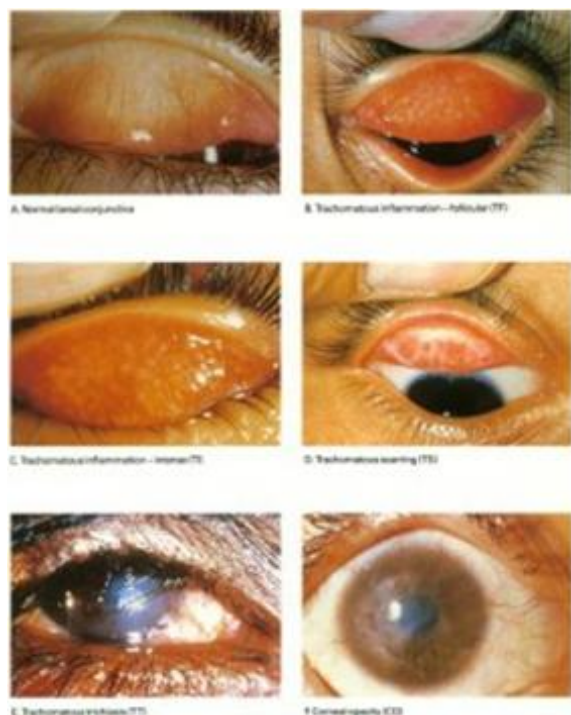 A. Normal tarsal conjunctiva
B. Trachomatous inflammation – follicular (TF)
C. Trachomatous inflammation – intense (TI)
D. Trachomatous scarring (TS)
E. Trachomatous trichiasis (TT)
F Corneal opacity (CO)